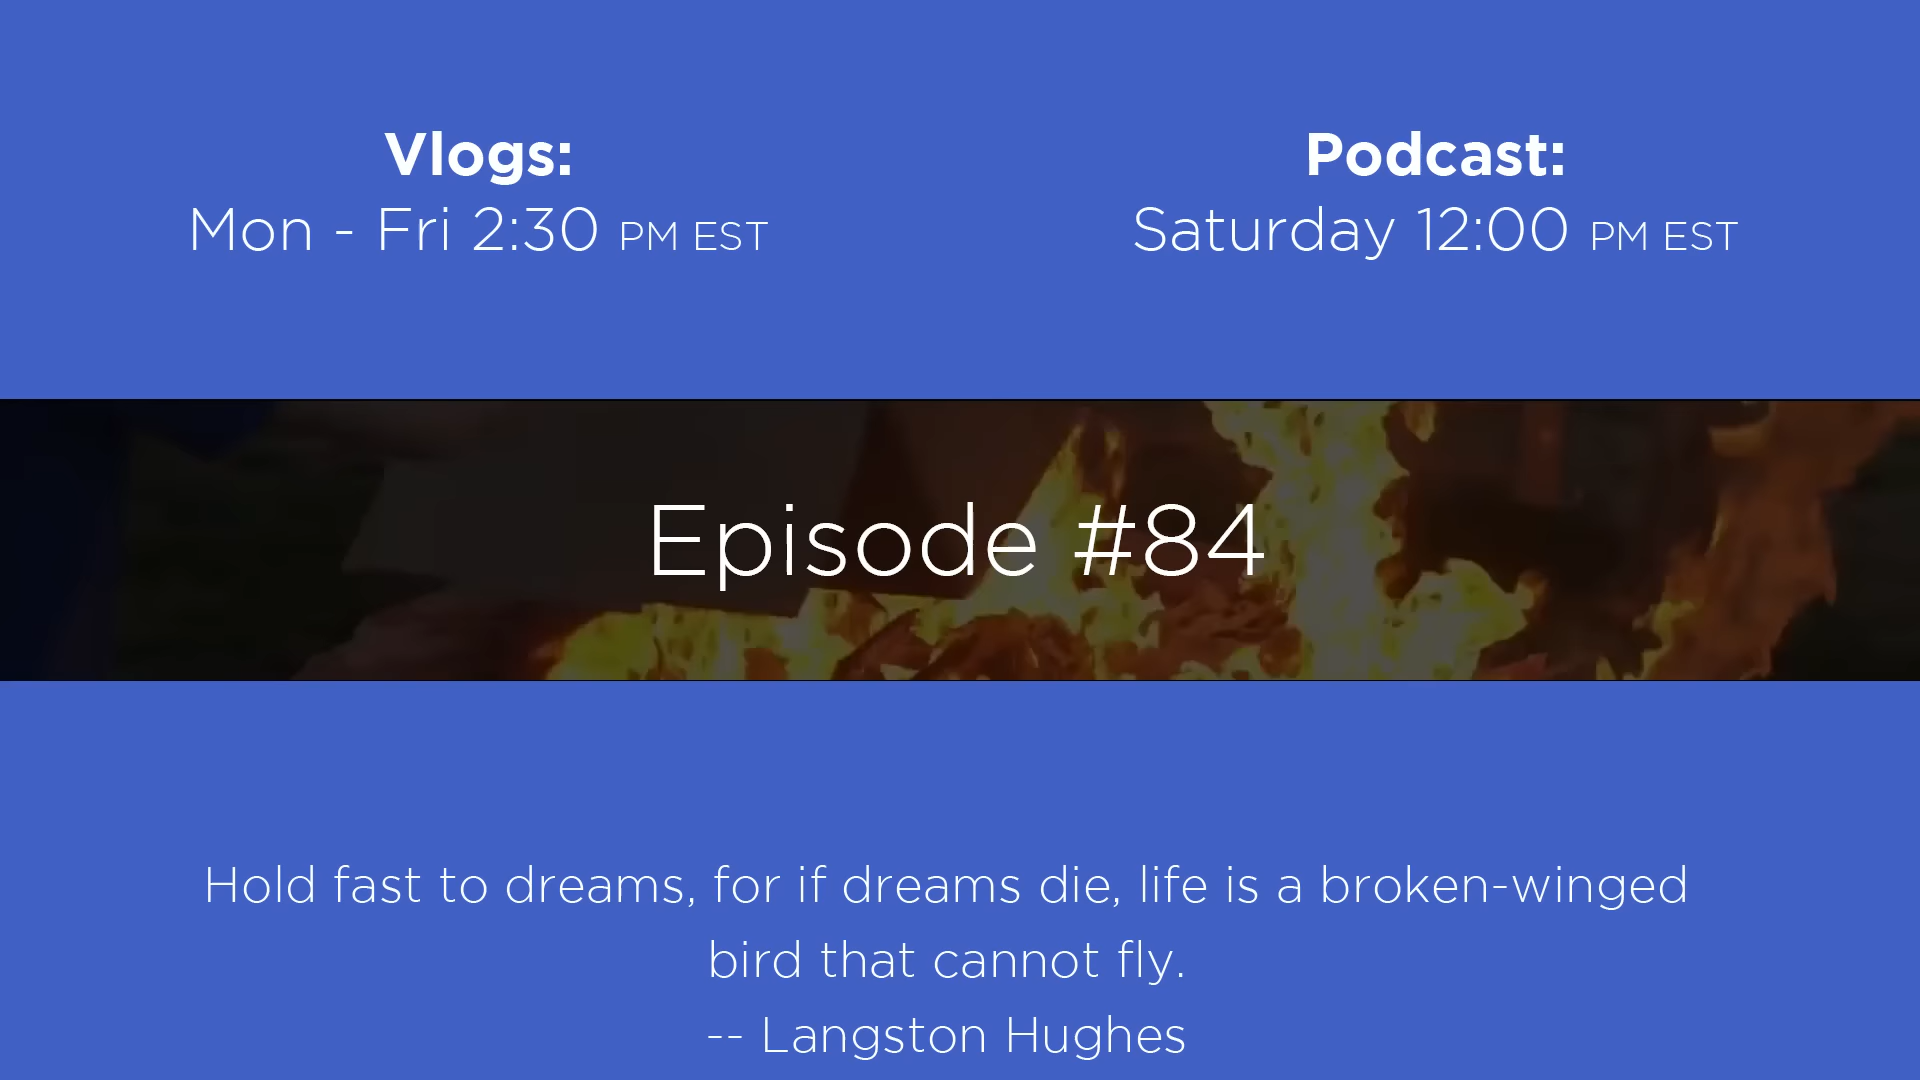 Vlogs:
Mon - Fri 2:30 PM EST
Podcast:
Saturday 12:00 PM EST
Episode #84
Hold fast to dreams, for if dreams die, life is a broken-winged
bird that cannot fly.
-- Langston Hughes